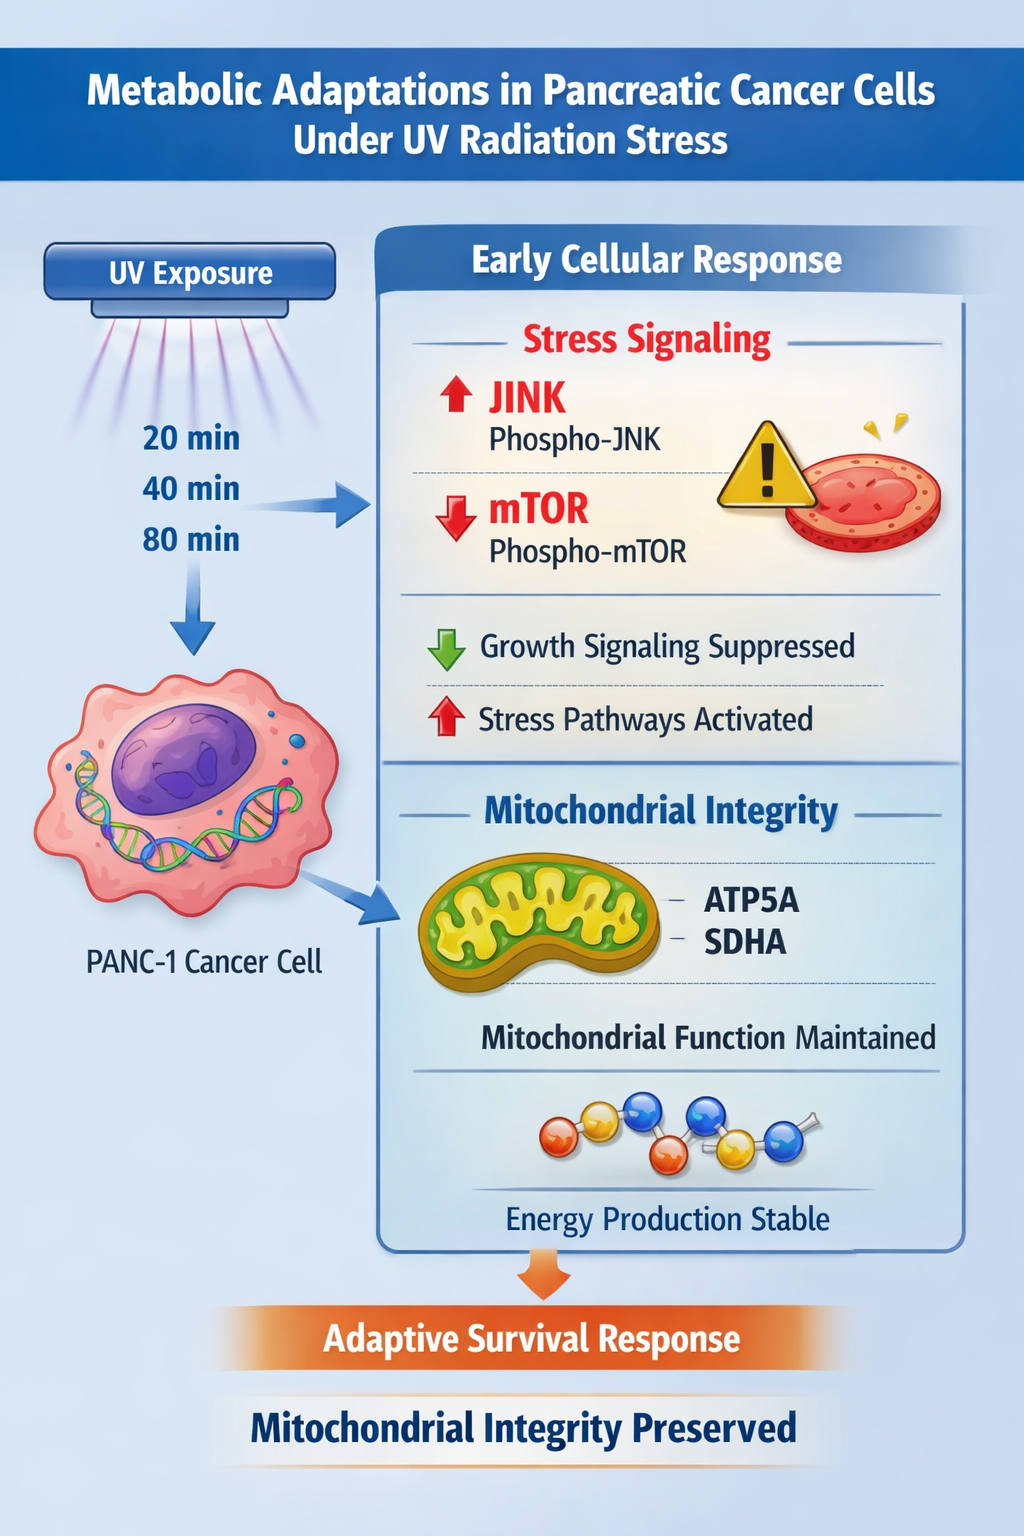 Metabolic Adaptations in Pancreatic Cancer Cells
Under UV Radiation Stress
UV Exposure
20 min
40 min
80 min
PANC-1 Cancer Cell
Early Cellular Response
Stress Signaling
JINK
Phospho-JNK
!
mTOR
Phospho-mTOR
Growth Signaling Suppressed
Stress Pathways Activated
Mitochondrial Integrity
ATP5A
SDHA
Mitochondrial Function Maintained
Energy Production Stable
Adaptive Survival Response
Mitochondrial Integrity Preserved